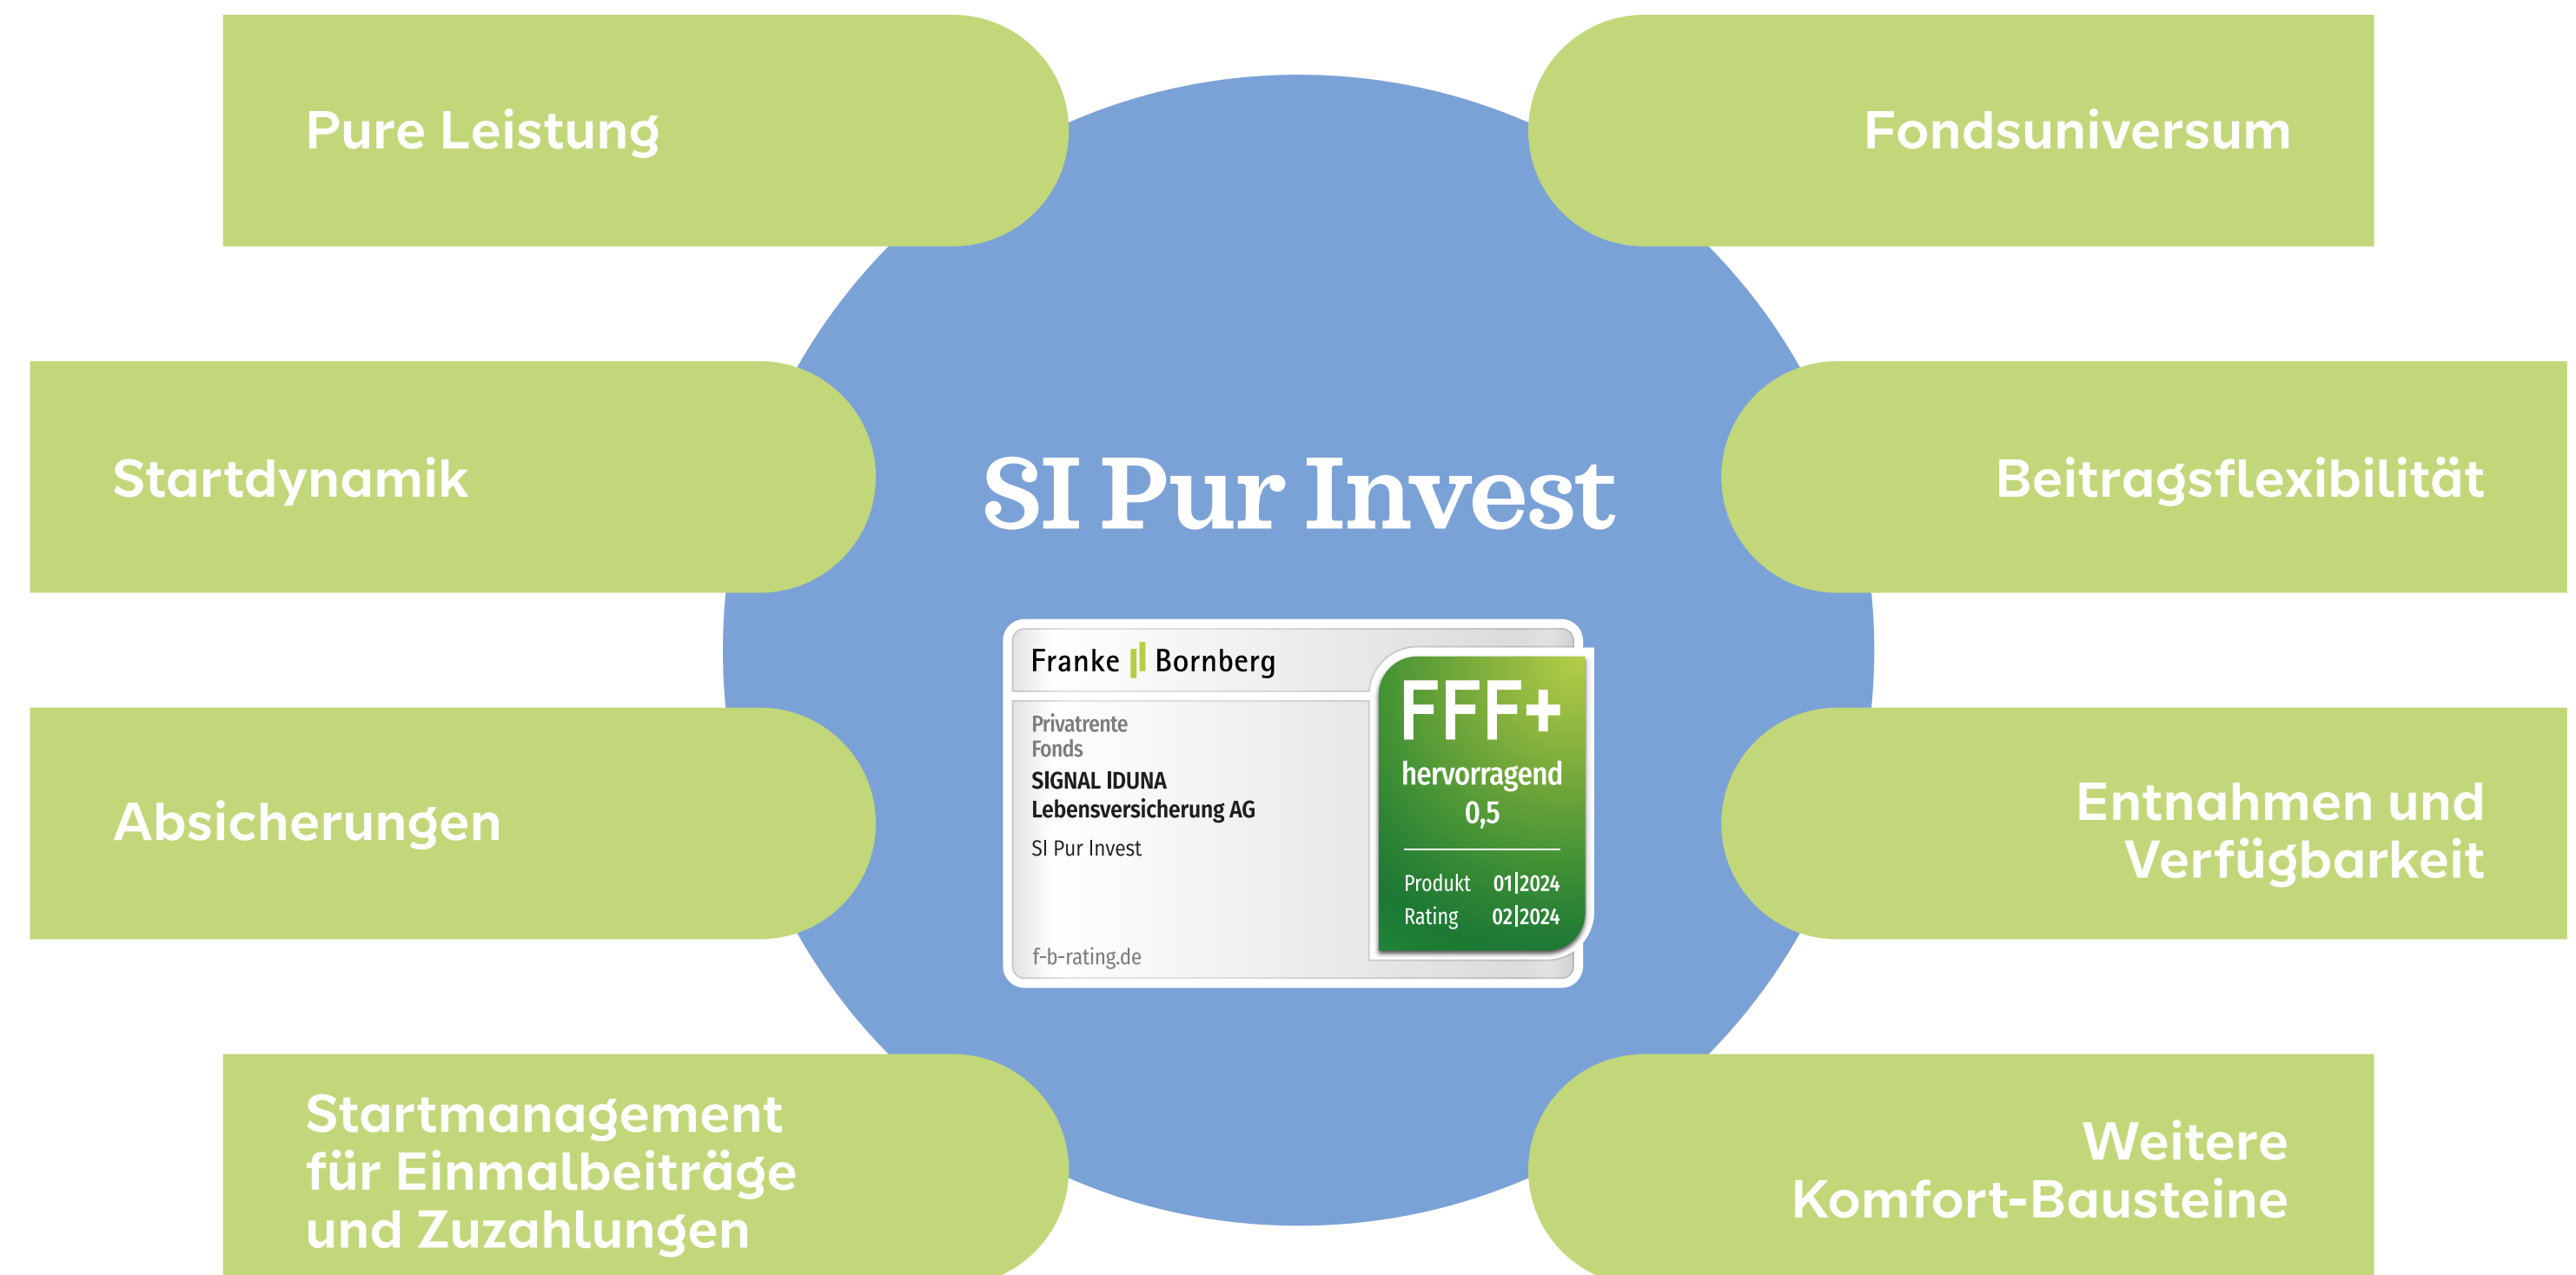 Pure Leistung
Fondsuniversum
Startdynamik
SI Pur Invest
Beitragsflexibilität
Franke Bornberg
Privatrente
Fonds
SIGNAL IDUNA
Lebensversicherung AG
SI Pur Invest
f-b-rating.de
FFF+
hervorragend
0,5
Produkt 01|2024
Rating 02|2024
Absicherungen
Entnahmen und
Verfügbarkeit
Startmanagement
für Einmalbeiträge
und Zuzahlungen
Weitere
Komfort-Bausteine